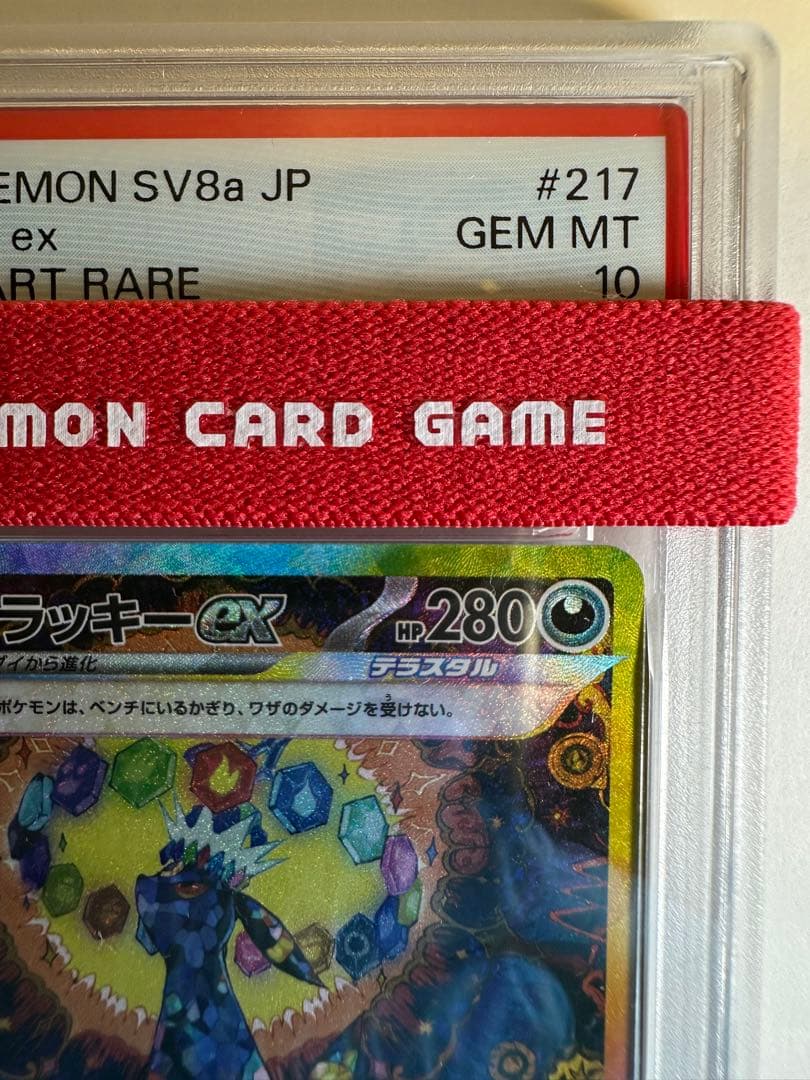 EMON SV8a JP
#217
ex
GEM MT
ART RARE
10
MON CARD GAME
ラッキーex
HP280
ブイから進化
テラスタル
ポケモンは、ベンチにいるかぎり、ワザのダメージを受けない。